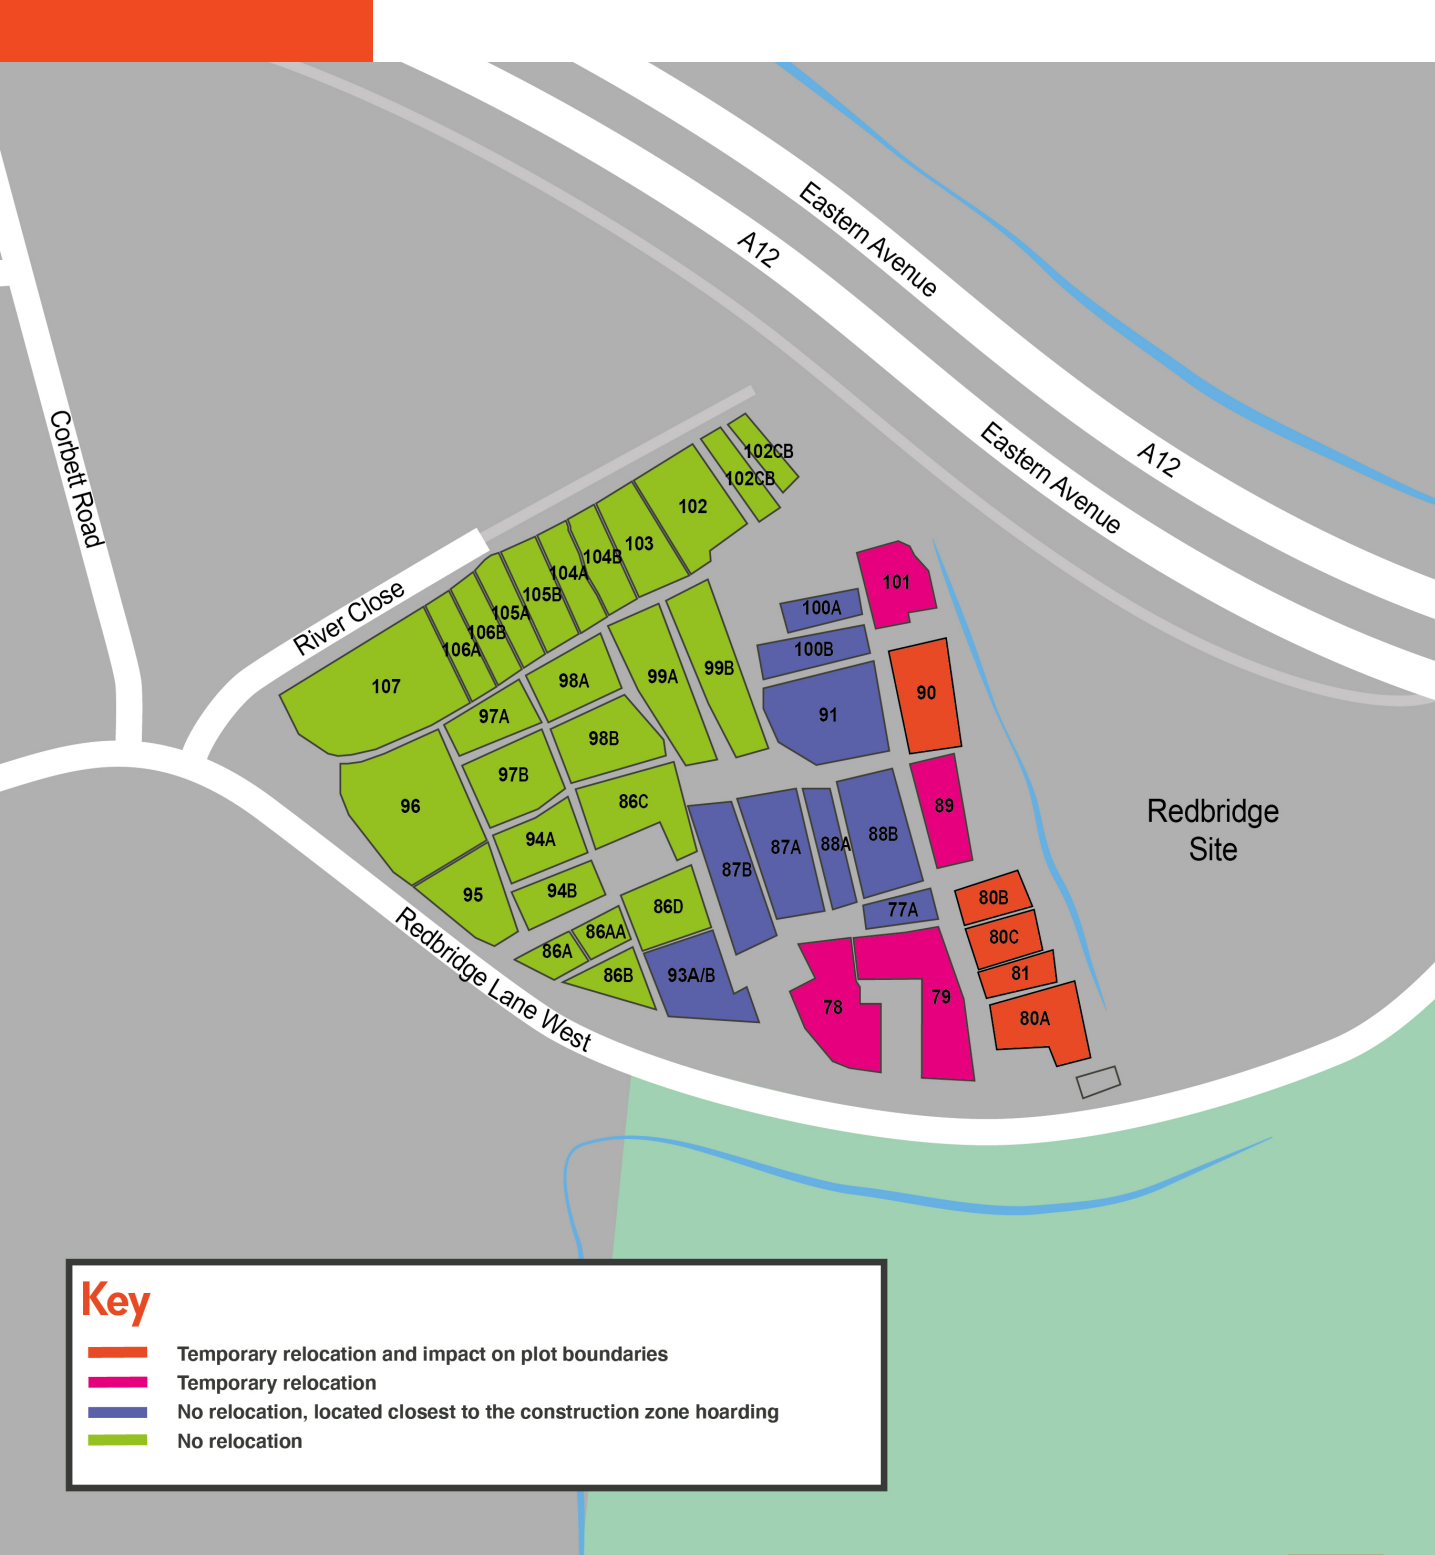 Eastern Avenue
A12
Corbett Road
A12
Eastern Avenue
102CB
102CB
102
103
104B
104A
105B
105A
106B
106A
107
River Close
101
100A
100B
99B
99A
98A
90
91
97A
98B
97B
96
86C
89
Redbridge
Site
94A
87A
88A
88B
87B
95
94B
86D
77A
80B
86AA
80C
86A
86B
93A/B
81
79
78
80A
Redbridge Lane West
Key
Temporary relocation and impact on plot boundaries
Temporary relocation
No relocation, located closest to the construction zone hoarding
No relocation